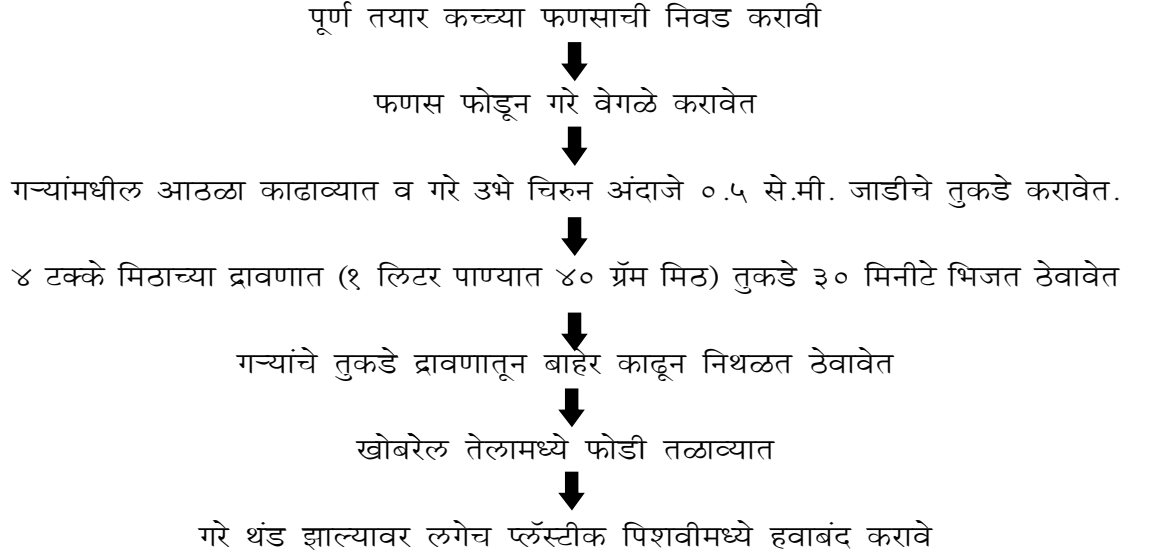 पूर्ण तयार कच्च्या फणसाची निवड करावी
फणस फोडून गरे वेगळे करावेत
गऱ्यांमधील आठळा काढाव्यात व गरे उभे चिरुन अंदाजे ०.५ से.मी. जाडीचे तुकडे करावेत.
४ टक्के मिठाच्या द्रावणात (१ लिटर पाण्यात ४० ग्रॅम मिठ) तुकडे ३० मिनीटे भिजत ठेवावेत
गऱ्यांचे तुकडे द्रावणातून बाहेर काढून निथळत ठेवावेत
खोबरेल तेलामध्ये फोडी तळाव्यात
गरे थंड झाल्यावर लगेच प्लॅस्टीक पिशवीमध्ये हवाबंद करावे